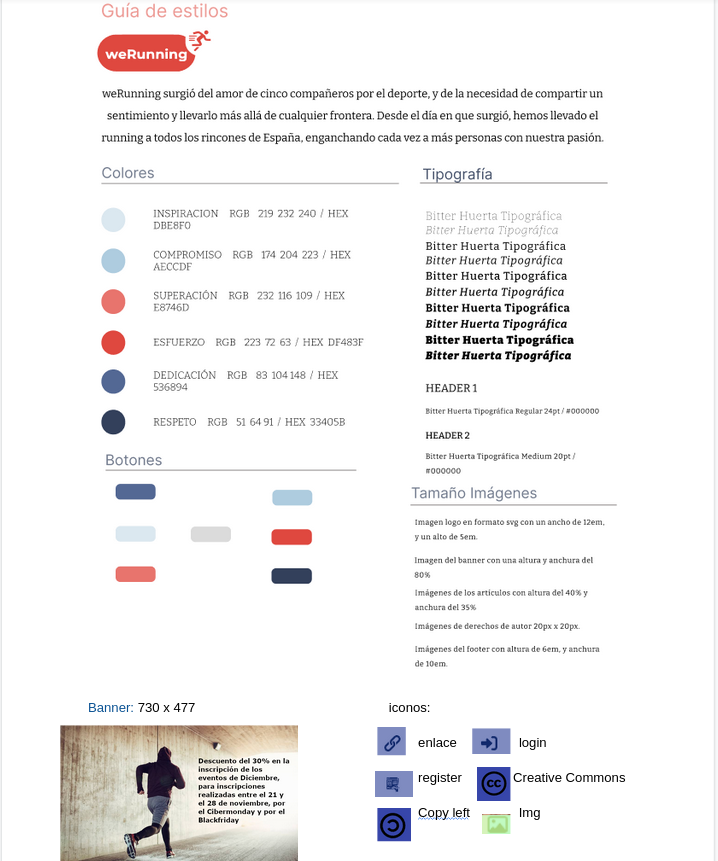 Guía de estilos
weRunning
weRunning surgió del amor de cinco compañeros por el deporte, y de la necesidad de compartir un
sentimiento y llevarlo más allá de cualquier frontera. Desde el día en que surgió, hemos llevado el
running a todos los rincones de España, enganchando cada vez a más personas con nuestra pasión.
Colores
INSPIRACION RGB 219 232 240 / HEX
DBE8F0
COMPROMISO RGB 174 204 223 / HEX
AECCDF
SUPERACIÓN RGB 232 116 109 / HEX
E8746D
ESFUERZO RGB 223 72 63 / HEX DF483F
DEDICACIÓN RGB 83 104 148 / HEX
536894
RESPETO RGB 51 64 91 / HEX 33405B
Botones
Tipografía
Bitter Huerta Tipográfica
Bitter Huerta Tipográfica
Bitter Huerta Tipográfica
Bitter Huerta Tipográfica
Bitter Huerta Tipográfica
Bitter Huerta Tipográfica
Bitter Huerta Tipográfica
Bitter Huerta Tipográfica
Bitter Huerta Tipográfica
Bitter Huerta Tipográfica
HEADER 1
Bitter Huerta Tipográfica Regular 24pt / #000000
HEADER 2
Bitter Huerta Tipográfica Medium 20pt /
#000000
Tamaño Imágenes
Imagen logo en formato svg con un ancho de 12em,
y un alto de 5em.
Imagen del banner con una altura y anchura del
80%
Imágenes de los artículos con altura del 40% y
anchura del 35%
Imágenes de derechos de autor 20px x 20px.
Imágenes del footer con altura de 6em, y anchura
de 10em.
Banner: 730 x 477
Descuento del 30% en la
inscripción de los
eventos de Diciembre,
para inscripciones
realizadas entre el 21 y
el 28 de noviembre, por
el Cibermonday y por el
Blackfriday
iconos:
enlace
login
register
cc
Creative Commons
Copy left
Img